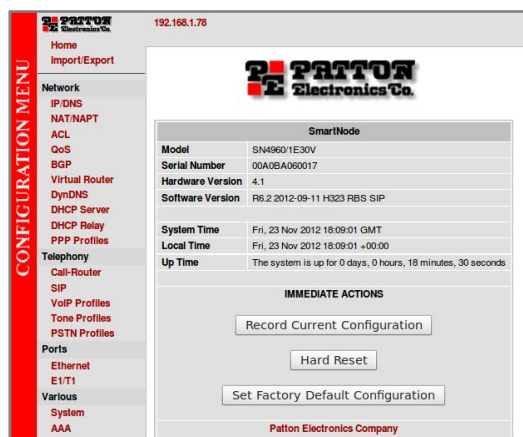 CONFIGURATION MENU
PATTON
Electronics Co.
Home
Import/Export
Network
IP/DNS
NAT/NAPT
ACL
QoS
BGP
Virtual Router
DynDNS
DHCP Server
DHCP Relay
PPP Profiles
Telephony
Call-Router
SIP
VoIP Profiles
Tone Profiles
PSTN Profiles
Ports
Ethernet
E1/T1
Various
System
AAA
192.168.1.78
PE PATTON
Electronics Co.
SmartNode
Model SN4960/1E30V
Serial Number 00A0BA060017
Hardware Version 4.1
Software Version R6.2 2012-09-11 H323 RBS SIP
System Time Fri, 23 Nov 2012 18:09:01 GMT
Local Time Fri, 23 Nov 2012 18:09:01 +00:00
Up Time The system is up for 0 days, 0 hours, 18 minutes, 30 seconds
IMMEDIATE ACTIONS
Record Current Configuration
Hard Reset
Set Factory Default Configuration
Patton Electronics Company